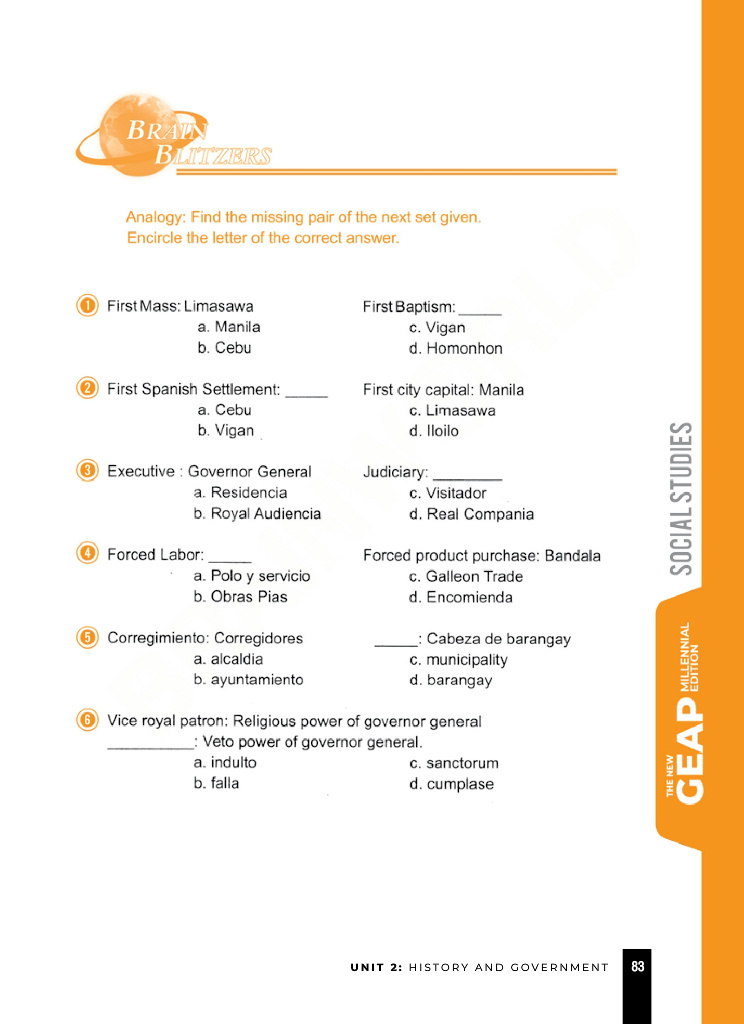 BRAIN
BLITZERS
Analogy: Find the missing pair of the next set given.
Encircle the letter of the correct answer.
1 First Mass: Limasawa First Baptism: _____
a. Manila c. Vigan
b. Cebu d. Homonhon
2 First Spanish Settlement: _____ First city capital: Manila
a. Cebu c. Limasawa
b. Vigan d. Iloilo
3 Executive : Governor General Judiciary: ________
a. Residencia c. Visitador
b. Royal Audiencia d. Real Compania
4 Forced Labor: _____ Forced product purchase: Bandala
a. Polo y servicio c. Galleon Trade
b. Obras Pias d. Encomienda
5 Corregimiento: Corregidores _____: Cabeza de barangay
a. alcaldia c. municipality
b. ayuntamiento d. barangay
6 Vice royal patron: Religious power of governor general
__________: Veto power of governor general.
a. indulto c. sanctorum
b. falla d. cumplase
SOCIAL STUDIES
THE NEW
GEAP
MILLENNIAL
EDITION
UNIT 2: HISTORY AND GOVERNMENT 83